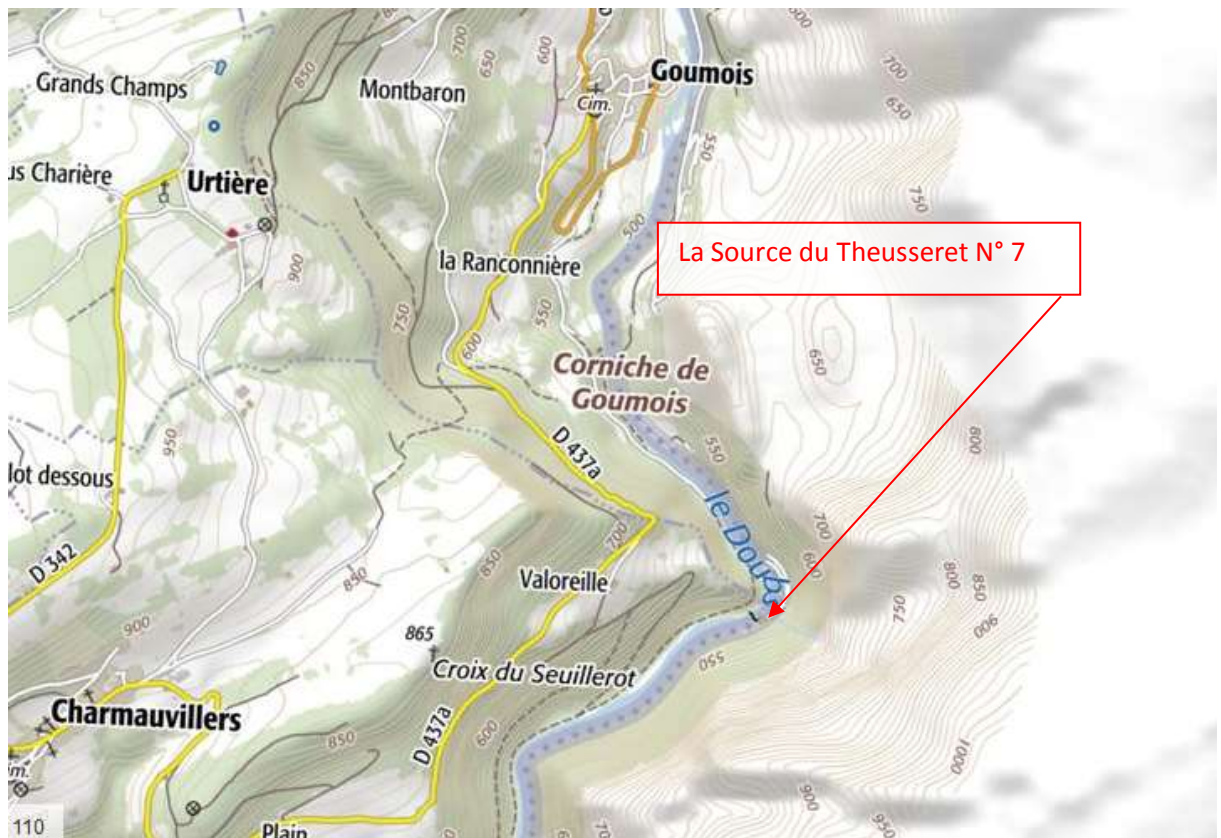 600
Grands Champs
850
700
650
600
Montbaron
Goumois
Cim.
700
650
550
us Charière
Urtière
750
500
La Source du Theusseret N° 7
900
la Ranconnière
550
750
600
650
Corniche de
Goumois
950
D 437a
550
800
lot dessous
le Doubs
700
850
700
600
D 342
850
Valoreille
800
850
750
900
900
865
550
Croix du Seuillerot
Charmauvillers
D 437a
600
850
1000
m.
900
110
Plain
700
950